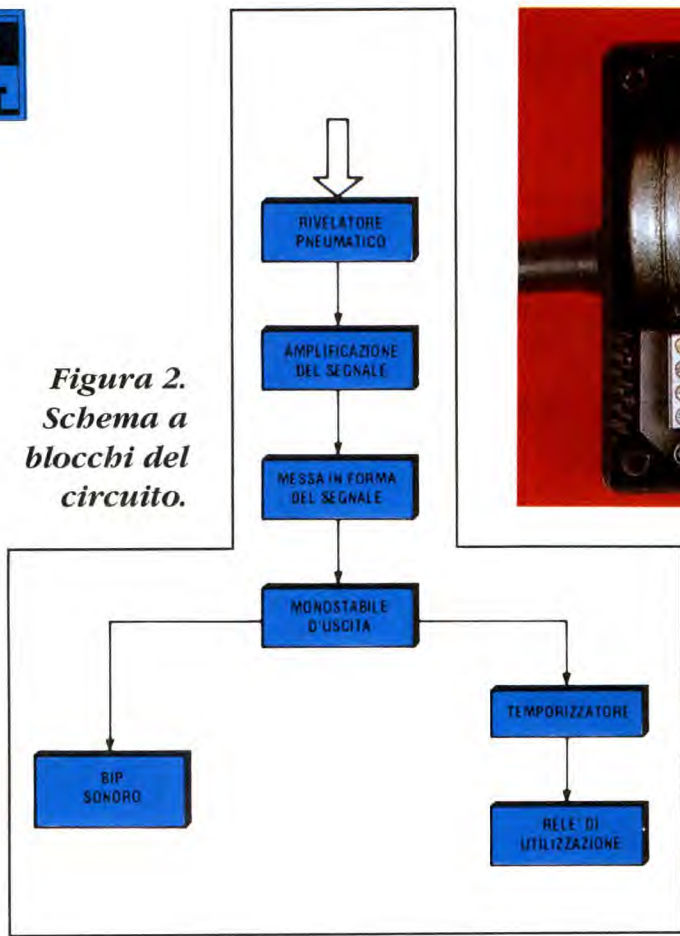 RIVELATORE
PNEUMATICO
AMPLIFICAZIONE
DEL SEGNALE
Figura 2.
Schema a
blocchi del
circuito.
MESSA IN FORMA
DEL SEGNALE
MONOSTABILE
D'USCITA
TEMPORIZZATORE
BIP
SONORO
RELE' DI
UTILIZZAZIONE